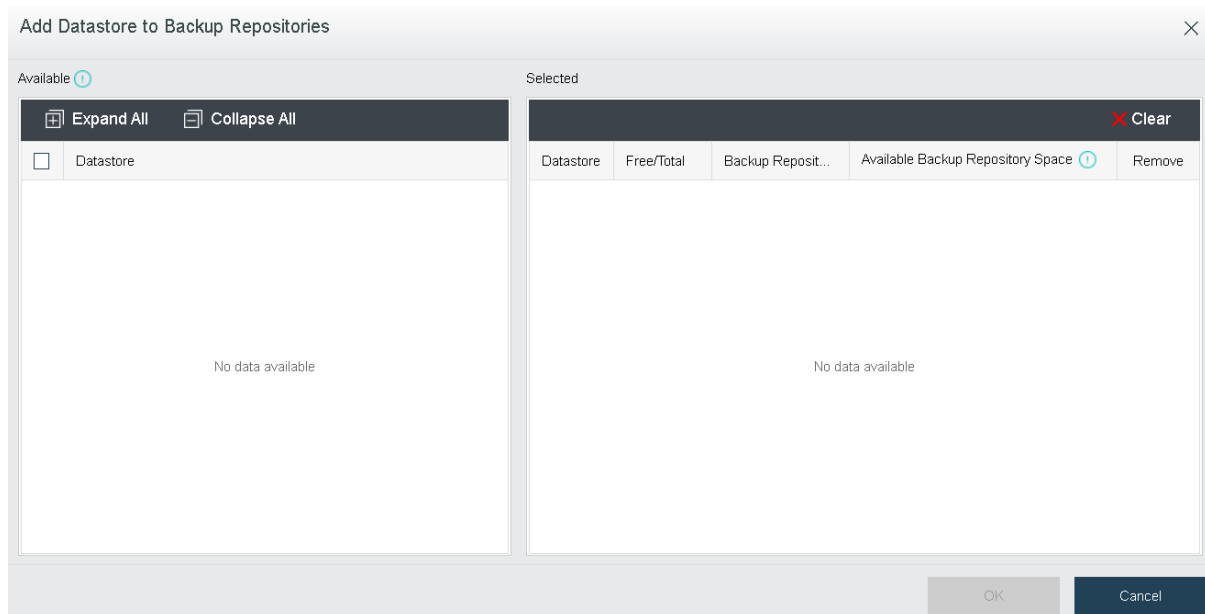 Add Datastore to Backup Repositories
Available
Selected
Expand All
Collapse All
Clear
Datastore
Datastore
Free/Total
Backup Reposit...
Available Backup Repository Space
Remove
No data available
No data available
OK
Cancel